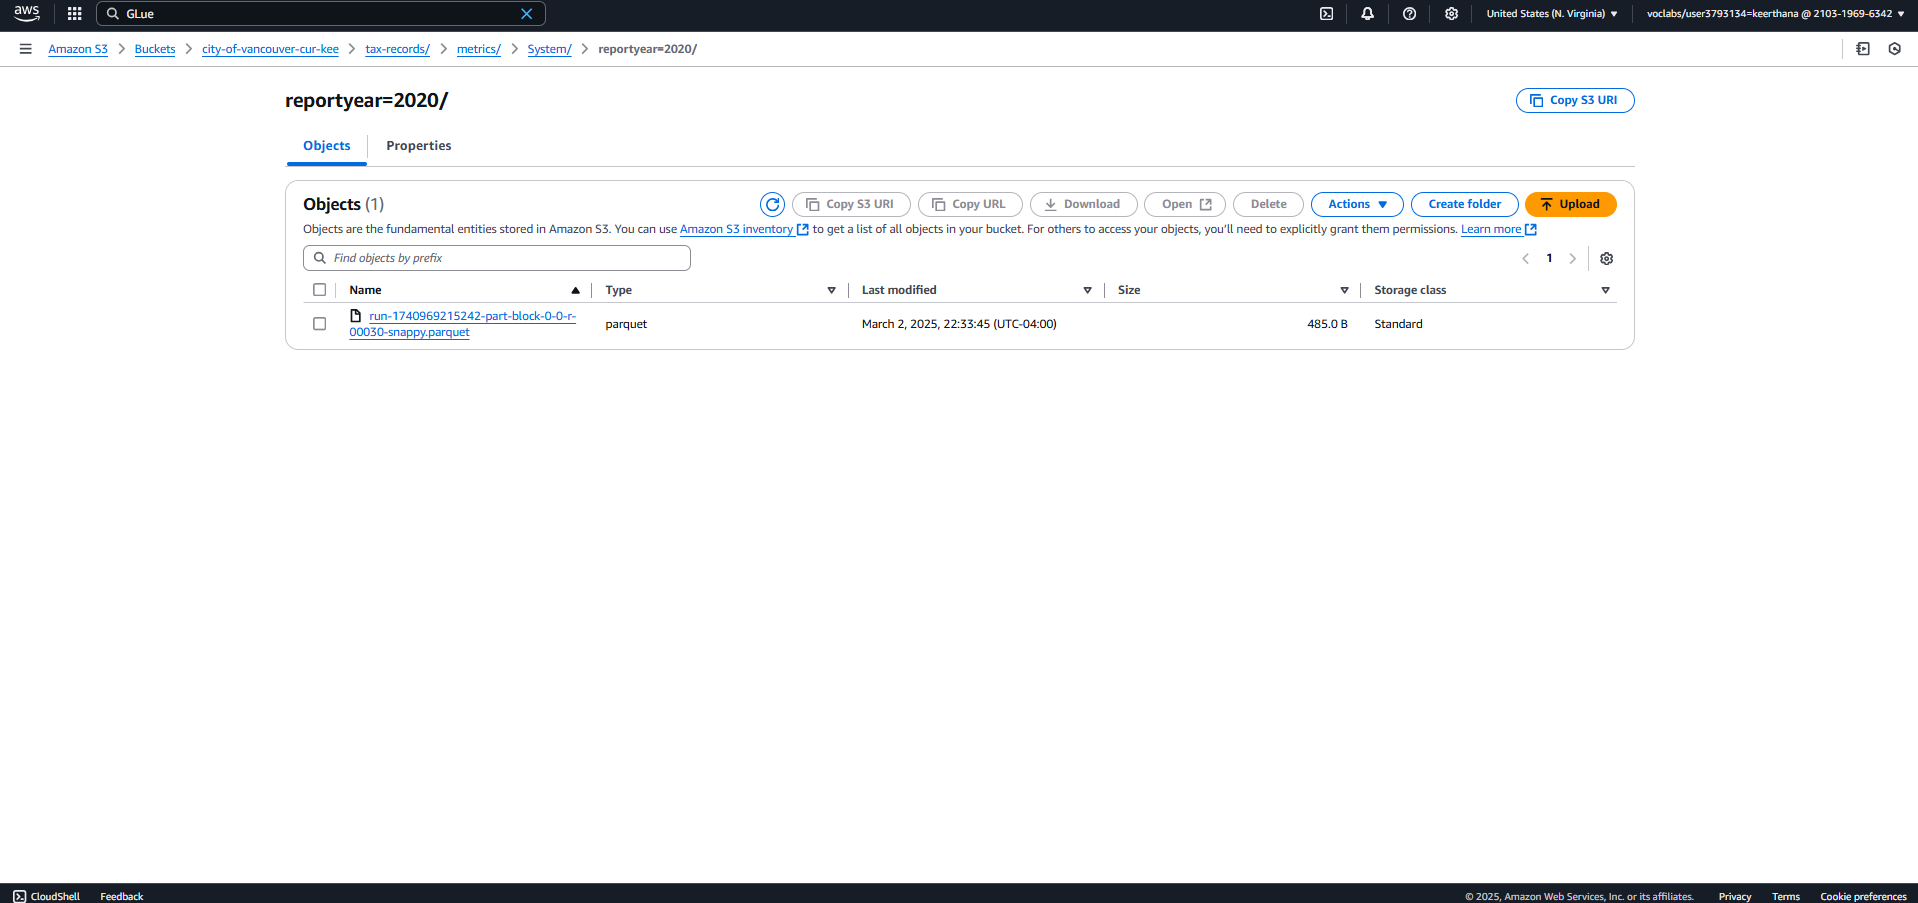 aws
GLue
United States (N. Virginia)
voclabs/user3793134=keerthana @ 2103-1969-6342
Amazon S3 > Buckets > city-of-vancouver-cur-kee > tax-records/ > metrics/ > System/ > reportyear=2020/
reportyear=2020/
Copy S3 URI
Objects
Properties
Objects (1)
Copy S3 URI
Copy URL
Download
Open
Delete
Actions
Create folder
Upload
Objects are the fundamental entities stored in Amazon S3. You can use Amazon S3 inventory to get a list of all objects in your bucket. For others to access your objects, you'll need to explicitly grant them permissions. Learn more
Find objects by prefix
1
Name
Type
Last modified
Size
Storage class
run-1740969215242-part-block-0-0-r-
00030-snappy.parquet
parquet
March 2, 2025, 22:33:45 (UTC-04:00)
485.0 B
Standard
CloudShell
Feedback
© 2025, Amazon Web Services, Inc. or its affiliates.
Privacy
Terms
Cookie preferences